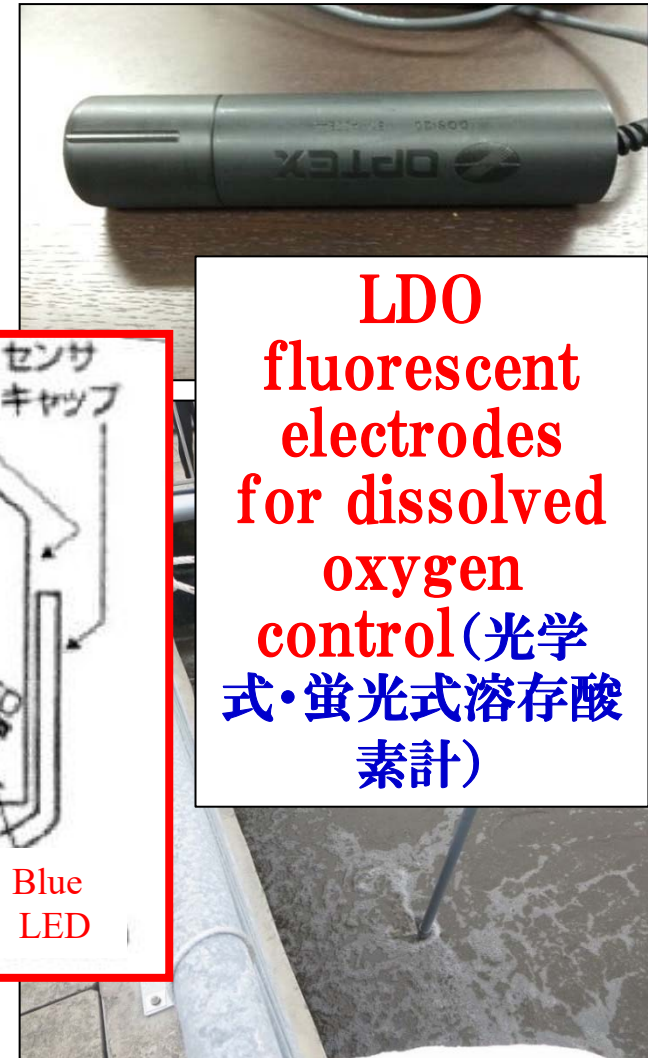 OPTEX
LDO
fluorescent
electrodes
for dissolved
oxygen
control(光学
式・蛍光式溶存酸
素計)
センサ
キャップ
Blue
LED